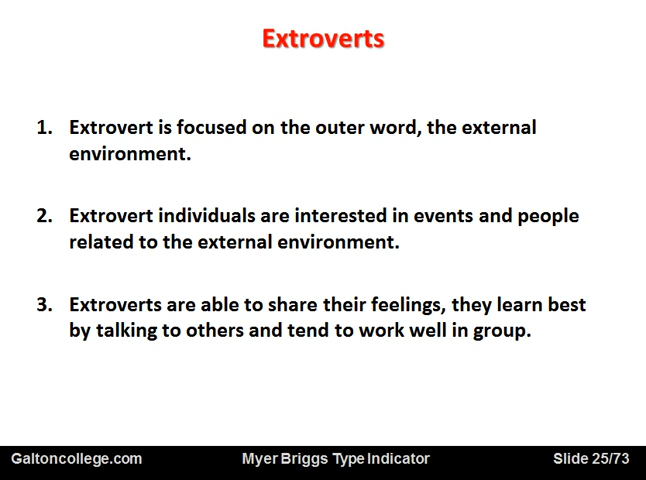 Extroverts
1. Extrovert is focused on the outer word, the external
environment.
2. Extrovert individuals are interested in events and people
related to the external environment.
3. Extroverts are able to share their feelings, they learn best
by talking to others and tend to work well in group.
Galtoncollege.com Myer Briggs Type Indicator Slide 25/73